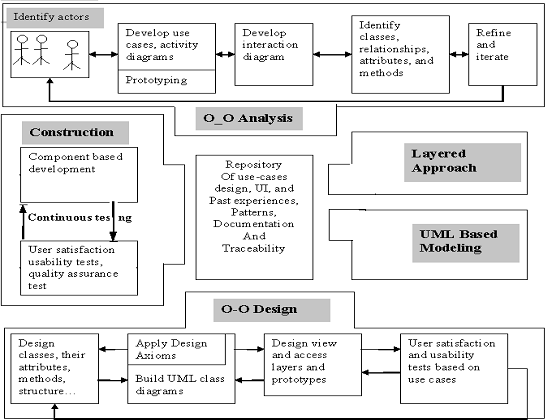 Identify actors
Develop use
cases, activity
diagrams
Prototyping
Develop
interaction
diagram
Identify
classes,
relationships,
attributes, and
methods
Refine
and
iterate
O_O Analysis
Construction
Component based
development
Continuous testing
User satisfaction
usability tests,
quality assurance
test
Repository
Of use-cases
design, UI, and
Past experiences,
Patterns,
Documentation
And
Traceability
Layered
Approach
UML Based
Modeling
O-O Design
Design
classes, their
attributes,
methods,
structure...
Apply Design
Axioms
Build UML class
diagrams
Design view
and access
layers and
prototypes
User satisfaction
and usability
tests based on
use cases